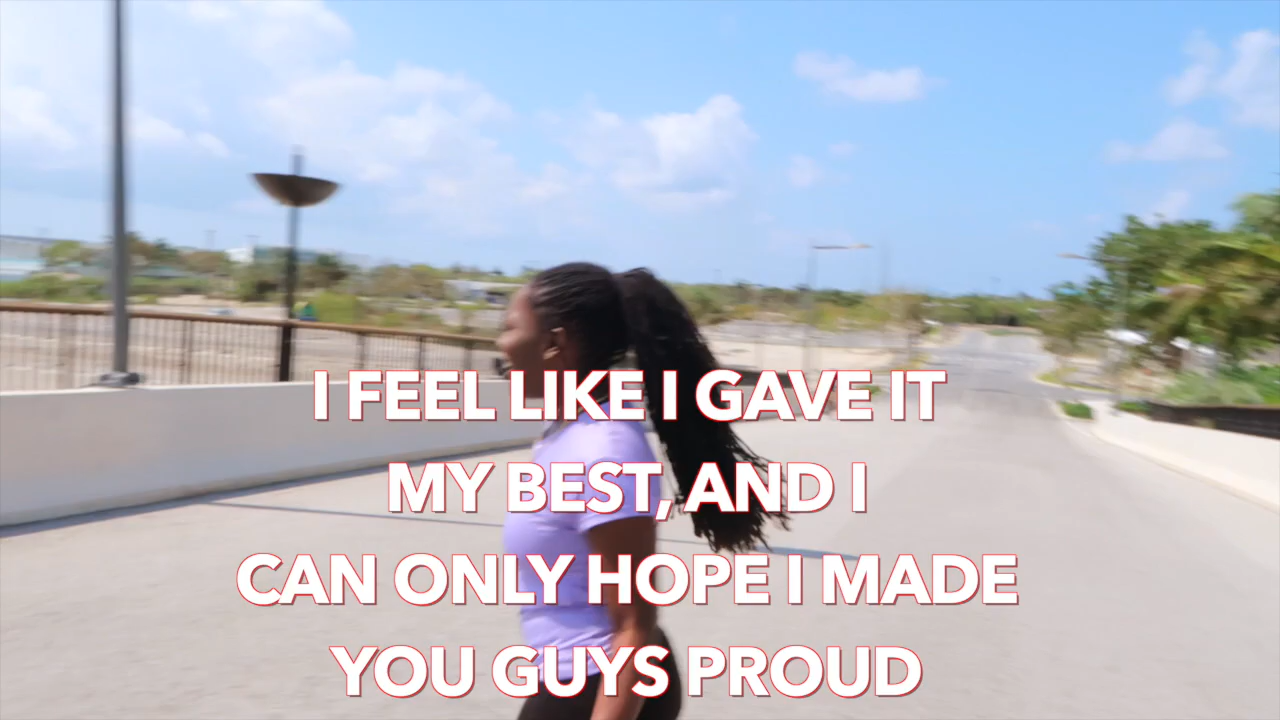 I FEEL LIKE I GAVE IT
MY BEST, AND I
CAN ONLY HOPE I MADE
YOU GUYS PROUD